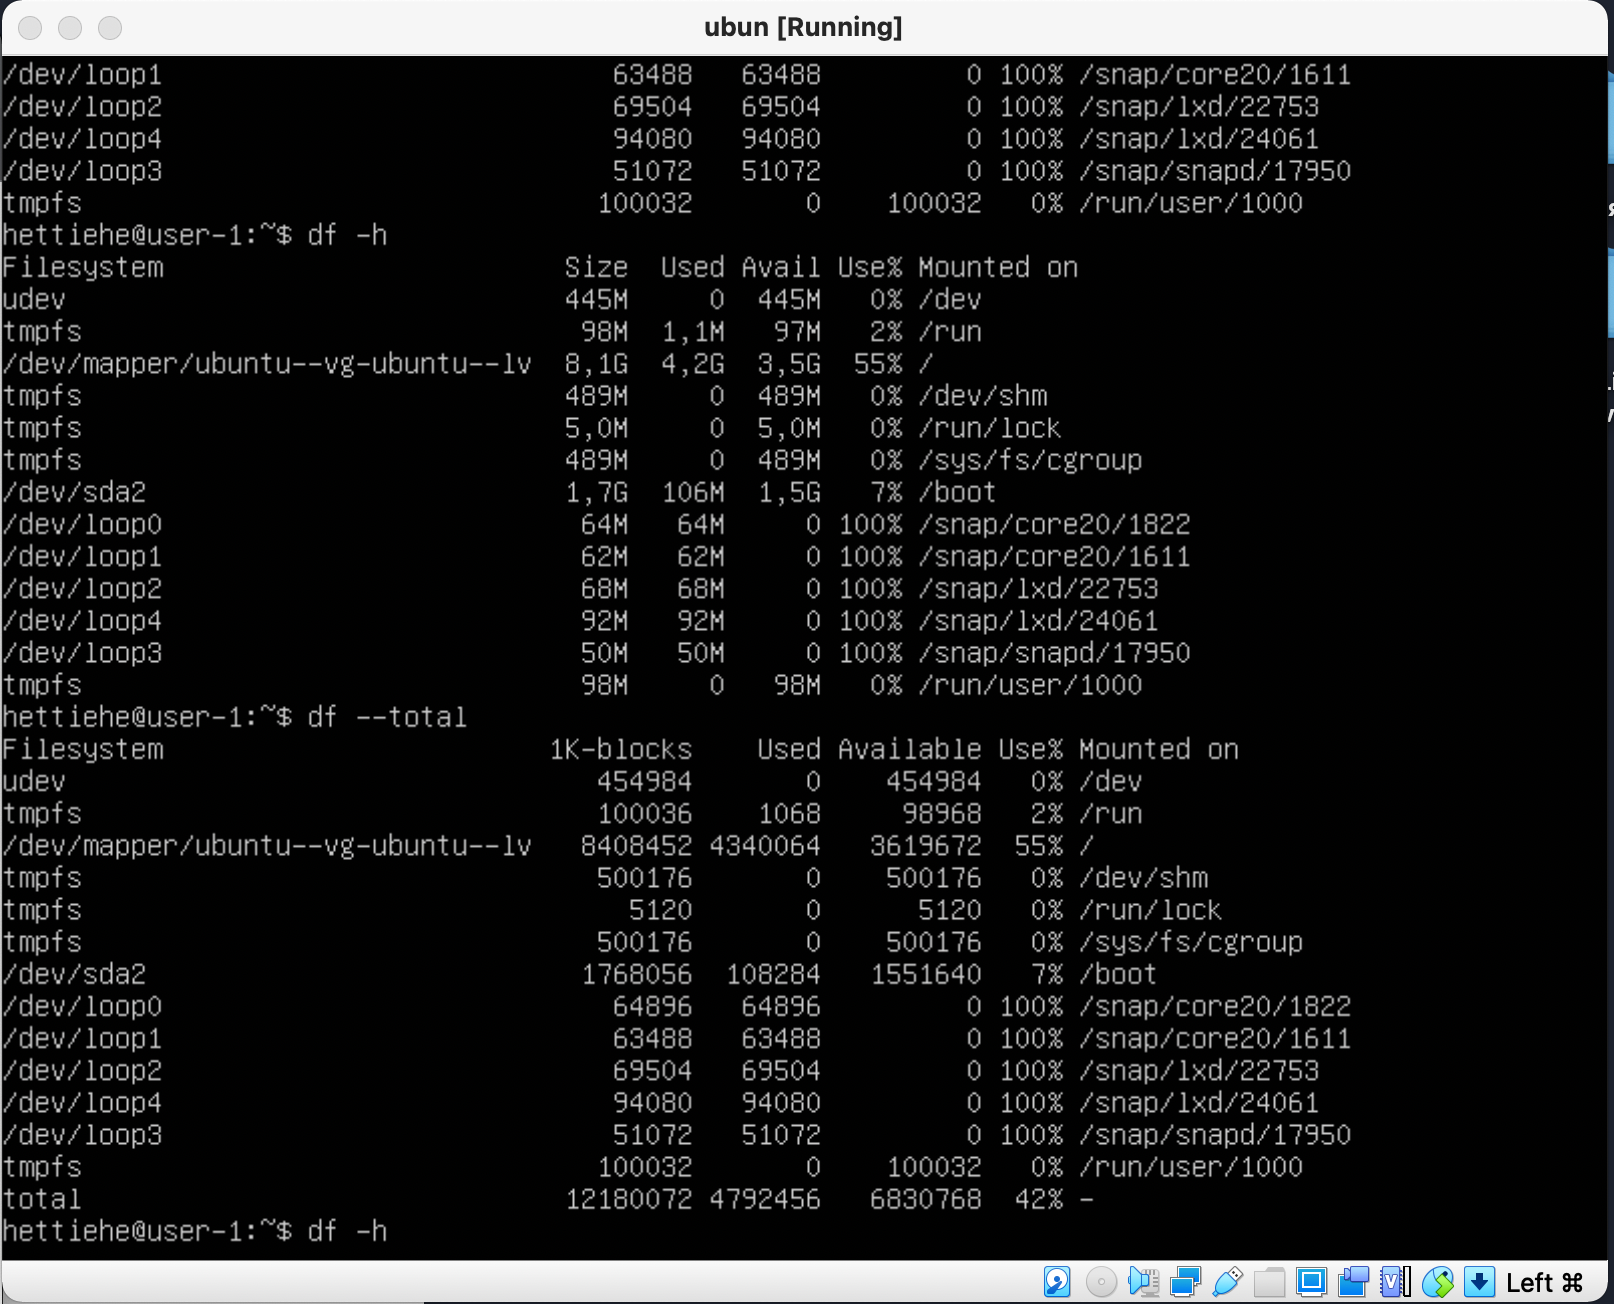 ubun [Running]
/dev/loop1 63488 63488 0 100% /snap/core20/1611
/dev/loop2 69504 69504 0 100% /snap/lxd/22753
/dev/loop4 94080 94080 0 100% /snap/lxd/24061
/dev/loop3 51072 51072 0 100% /snap/snapd/17950
tmpfs 100032 0 100032 0% /run/user/1000
hettiehe@user-1:~$ df -h
Filesystem Size Used Avail Use% Mounted on
udev 445M 0 445M 0% /dev
tmpfs 98M 1,1M 97M 2% /run
/dev/mapper/ubuntu--vg-ubuntu--lv 8,1G 4,2G 3,5G 55% /
tmpfs 489M 0 489M 0% /dev/shm
tmpfs 5,0M 0 5,0M 0% /run/lock
tmpfs 489M 0 489M 0% /sys/fs/cgroup
/dev/sda2 1,7G 106M 1,5G 7% /boot
/dev/loop0 64M 64M 0 100% /snap/core20/1822
/dev/loop1 62M 62M 0 100% /snap/core20/1611
/dev/loop2 68M 68M 0 100% /snap/lxd/22753
/dev/loop4 92M 92M 0 100% /snap/lxd/24061
/dev/loop3 50M 50M 0 100% /snap/snapd/17950
tmpfs 98M 0 98M 0% /run/user/1000
hettiehe@user-1:~$ df --total
Filesystem 1K-blocks Used Available Use% Mounted on
udev 454984 0 454984 0% /dev
tmpfs 100036 1068 98968 2% /run
/dev/mapper/ubuntu--vg-ubuntu--lv 8408452 4340064 3619672 55% /
tmpfs 500176 0 500176 0% /dev/shm
tmpfs 5120 0 5120 0% /run/lock
tmpfs 500176 0 500176 0% /sys/fs/cgroup
/dev/sda2 1768056 108284 1551640 7% /boot
/dev/loop0 64896 64896 0 100% /snap/core20/1822
/dev/loop1 63488 63488 0 100% /snap/core20/1611
/dev/loop2 69504 69504 0 100% /snap/lxd/22753
/dev/loop4 94080 94080 0 100% /snap/lxd/24061
/dev/loop3 51072 51072 0 100% /snap/snapd/17950
tmpfs 100032 0 100032 0% /run/user/1000
total 12180072 4792456 6830768 42% -
hettiehe@user-1:~$ df -h
Left ⌘